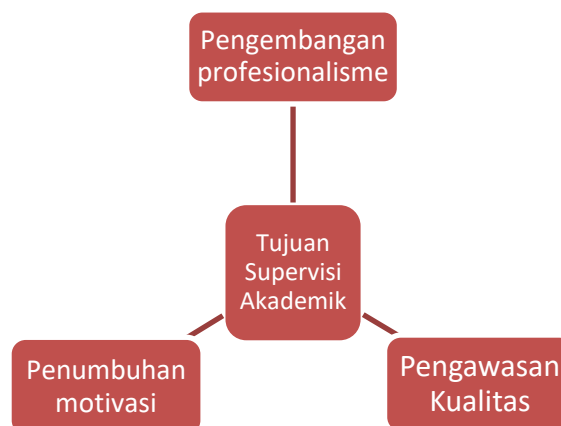 Pengembangan
profesionalisme
Tujuan
Supervisi
Akademik
Penumbuhan
motivasi
Pengawasan
Kualitas